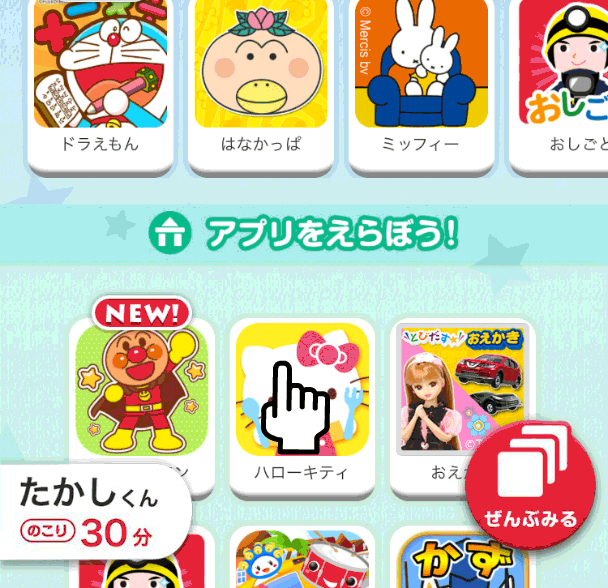 © Mercis bv
おしご
ドラえもん
はなかっぱ
ミッフィー
おしごと
アプリをえらぼう!
NEW!
とびだすーっ!おえかき
ン
ハローキティ
おえ
たかしくん
のこり30分
ぜんぶみる
かず